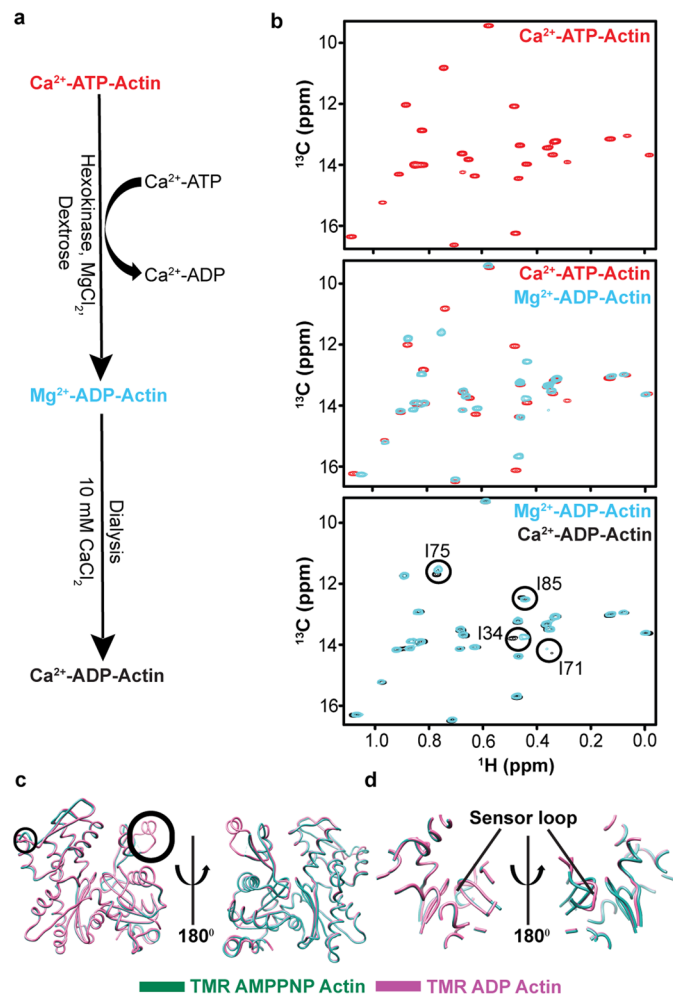 a
Ca²⁺-ATP-Actin
Hexokinase, MgCl₂,
Dextrose
Ca²⁺-ATP
Ca²⁺-ADP
Mg²⁺-ADP-Actin
Dialysis
10 mM CaCl₂
Ca²⁺-ADP-Actin
b
Ca²⁺-ATP-Actin
10
12
14
16
¹³C (ppm)
Ca²⁺-ATP-Actin
Mg²⁺-ADP-Actin
10
12
14
16
¹³C (ppm)
Mg²⁺-ADP-Actin
Ca²⁺-ADP-Actin
I75
I85
I34
I71
10
12
14
16
¹³C (ppm)
1.0 0.8 0.6 0.4 0.2 0.0
¹H (ppm)
c
180⁰
d
Sensor loop
180⁰
TMR AMPPNP Actin
TMR ADP Actin